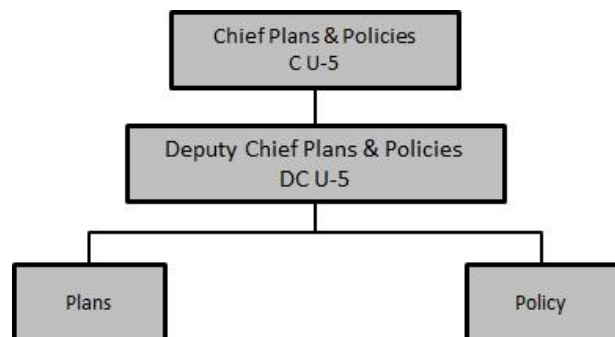 Chief Plans & Policies
C U-5
Deputy Chief Plans & Policies
DC U-5
Plans
Policy